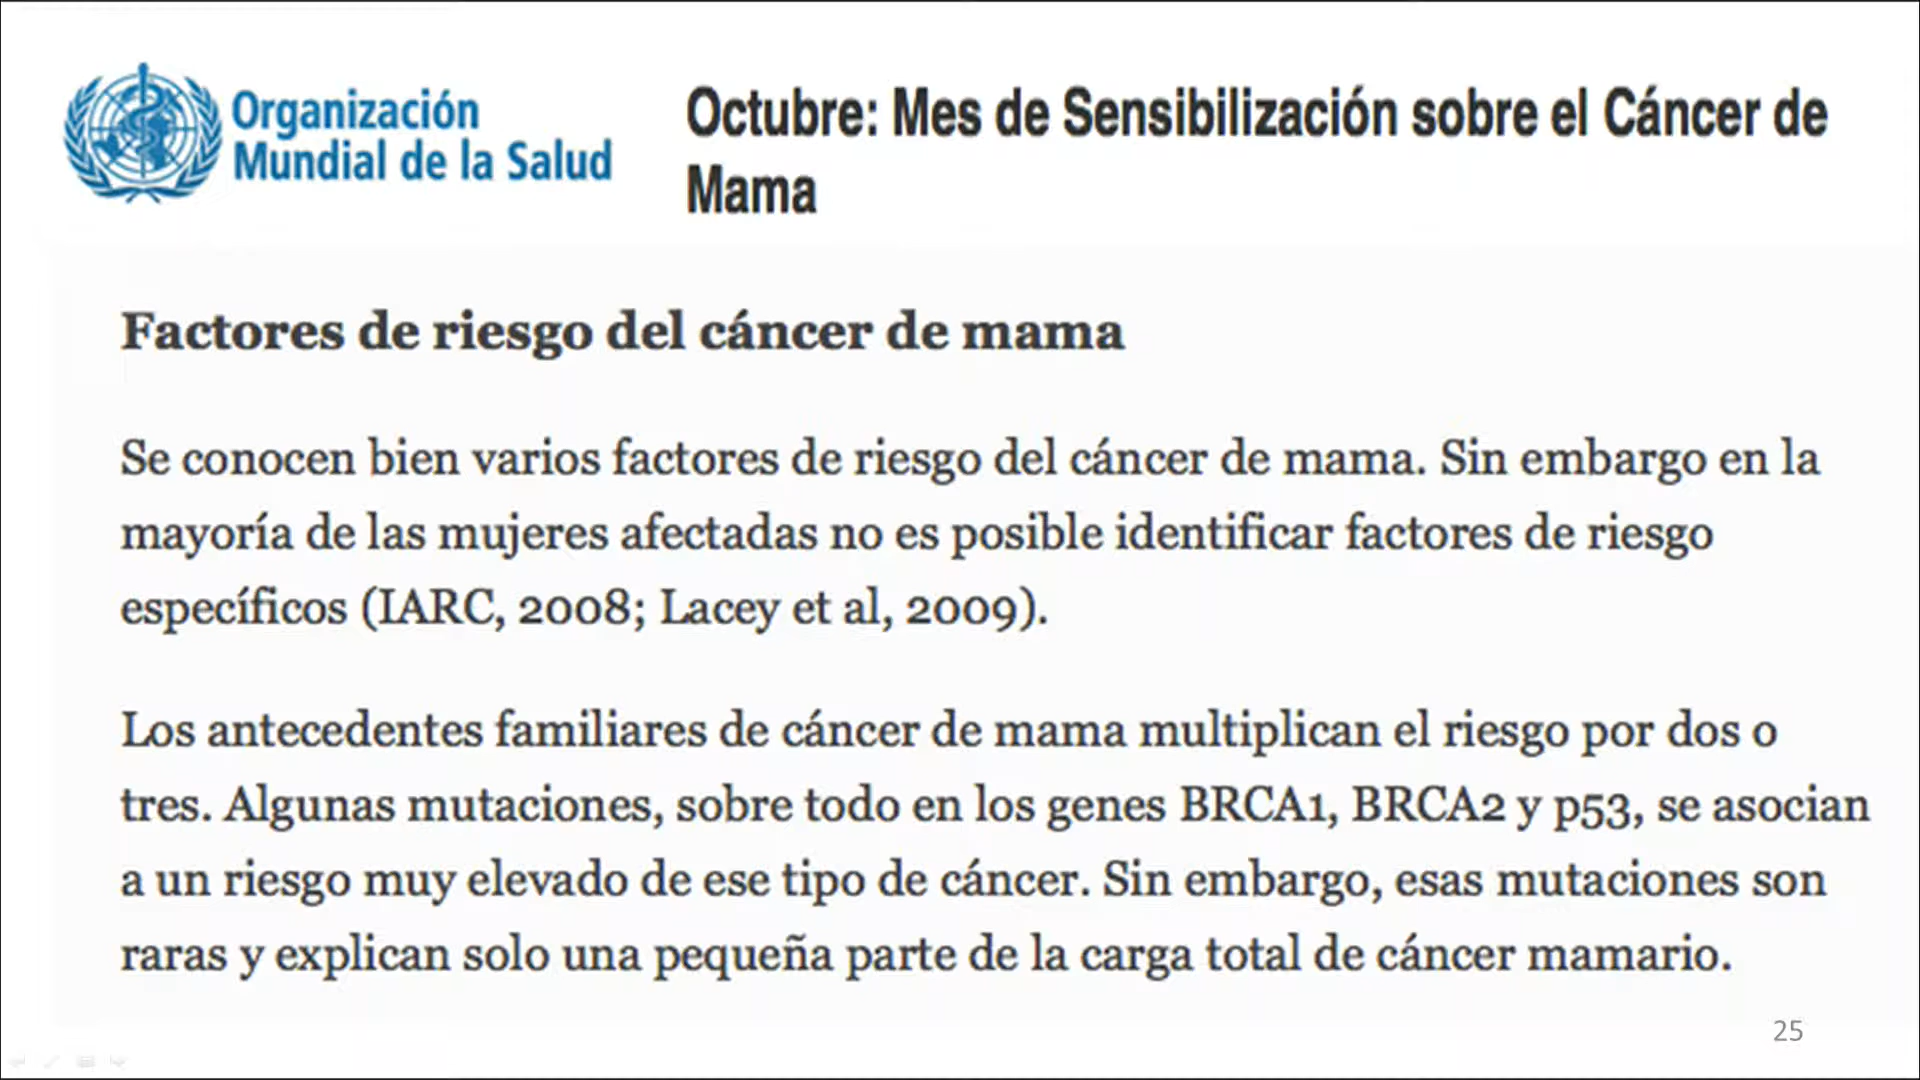 Organización
Mundial de la Salud
Octubre: Mes de Sensibilización sobre el Cáncer de
Mama
Factores de riesgo del cáncer de mama
Se conocen bien varios factores de riesgo del cáncer de mama. Sin embargo en la
mayoría de las mujeres afectadas no es posible identificar factores de riesgo
específicos (IARC, 2008; Lacey et al, 2009).
Los antecedentes familiares de cáncer de mama multiplican el riesgo por dos o
tres. Algunas mutaciones, sobre todo en los genes BRCA1, BRCA2 y p53, se asocian
a un riesgo muy elevado de ese tipo de cáncer. Sin embargo, esas mutaciones son
raras y explican solo una pequeña parte de la carga total de cáncer mamario.
25